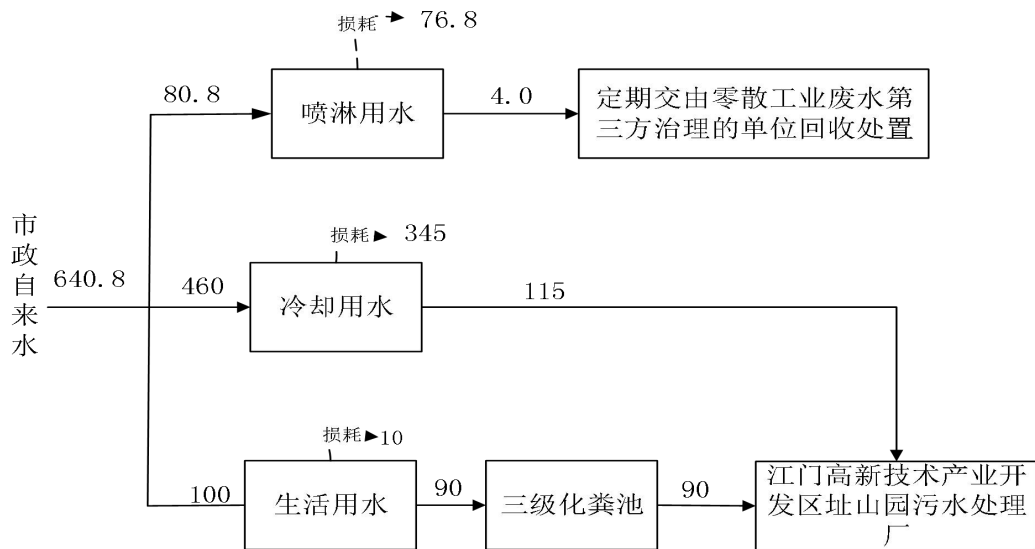 损耗 76.8
80.8
喷淋用水
4.0
定期交由零散工业废水第
三方治理的单位回收处置
市政自来水
640.8
损耗 345
460
冷却用水
115
损耗 10
100
生活用水
90
三级化粪池
90
江门高新技术产业开
发区址山园污水处理
厂